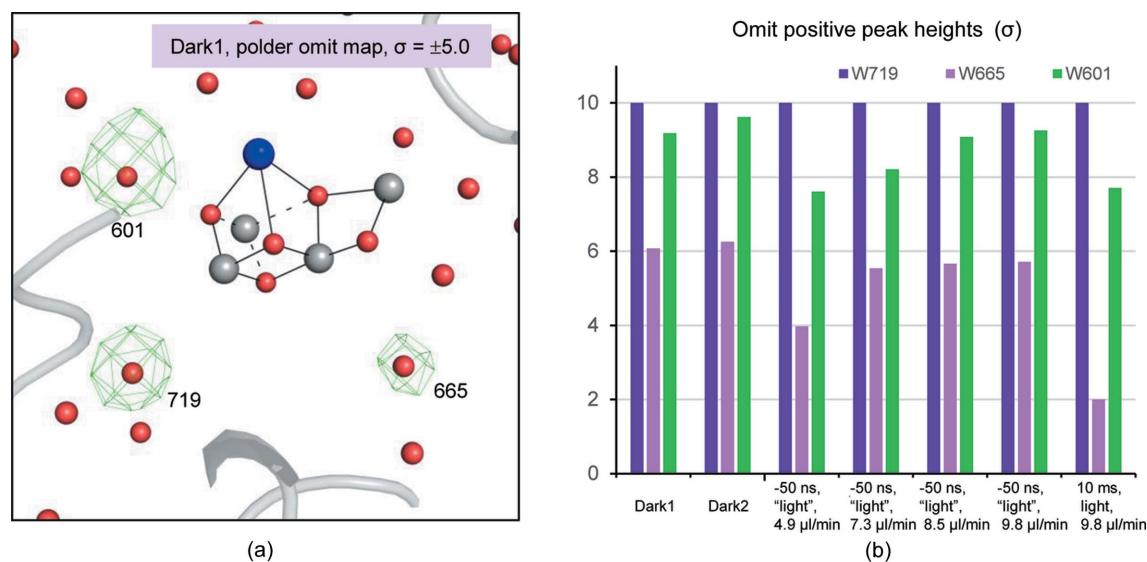 Dark1, polder omit map, σ = ±5.0
601
719
665
(a)
Omit positive peak heights (σ)
W719 W665 W601
10
8
6
4
2
0
Dark1
Dark2
-50 ns,
“light”,
4.9 µl/min
-50 ns,
“light”,
7.3 µl/min
-50 ns,
“light”,
8.5 µl/min
-50 ns,
“light”,
9.8 µl/min
10 ms,
light,
9.8 µl/min
(b)